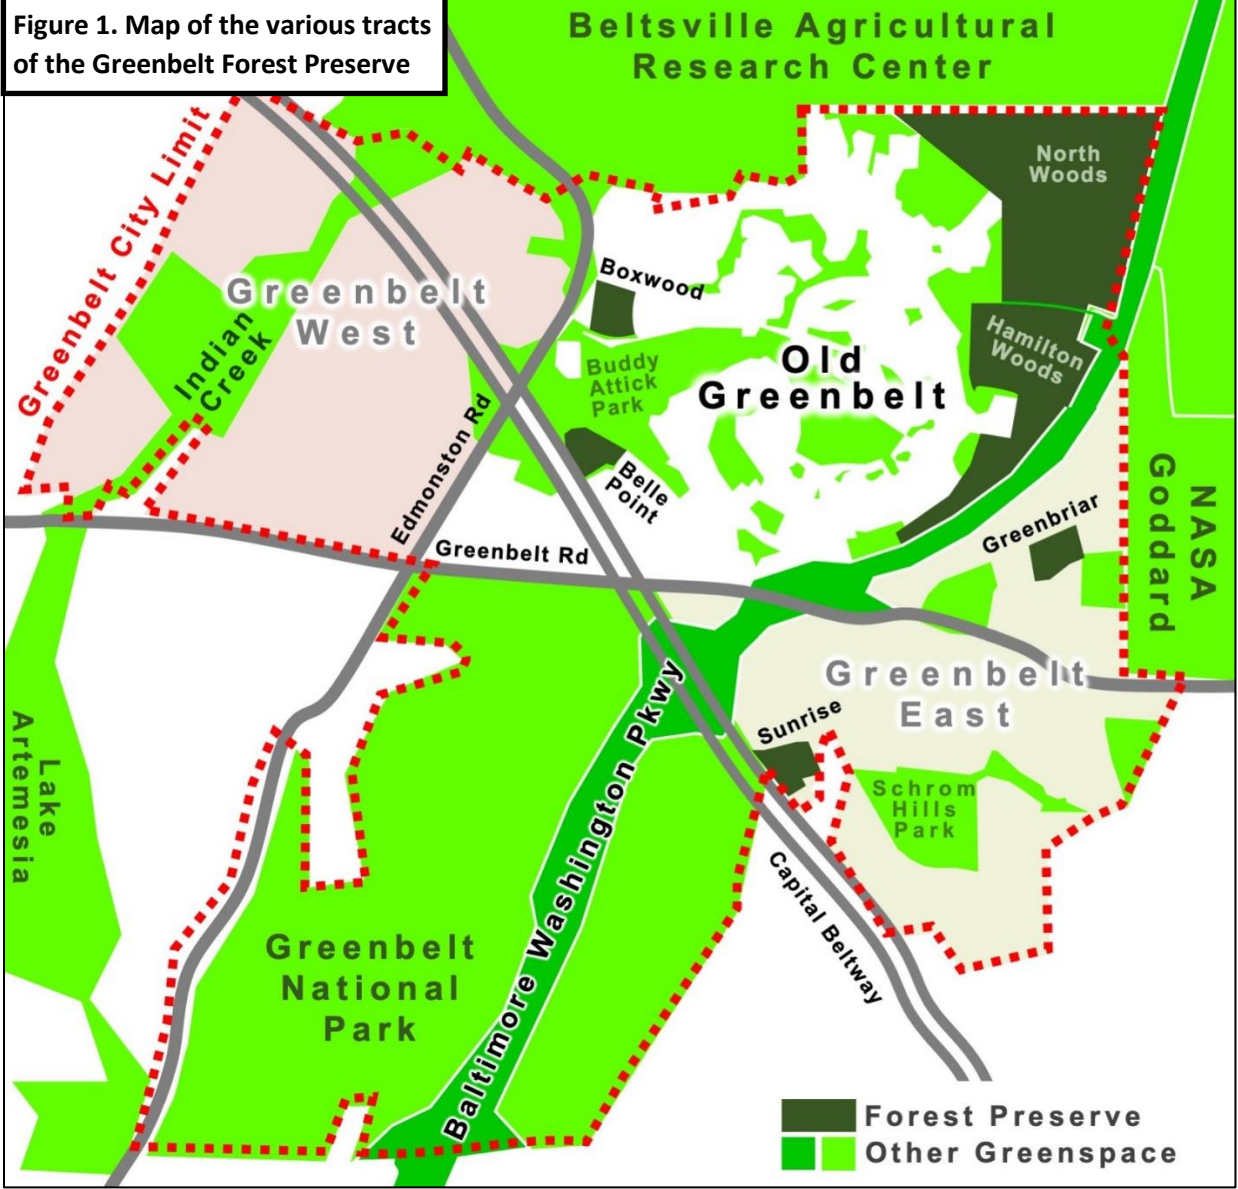 Figure 1. Map of the various tracts
of the Greenbelt Forest Preserve
Beltsville Agricultural
Research Center
Greenbelt City Limit
North
Woods
Greenbelt
West
Indian
Creek
Boxwood
Buddy
Attick
Park
Old
Greenbelt
Hamilton
Woods
Edmonston Rd
Belle
Point
Greenbelt Rd
Greenbriar
NASA
Goddard
Greenbelt
East
Sunrise
Schrom
Hills
Park
Lake
Artemesia
Baltimore Washington Pkwy
Capital Beltway
Greenbelt
National
Park
Forest Preserve
Other Greenspace